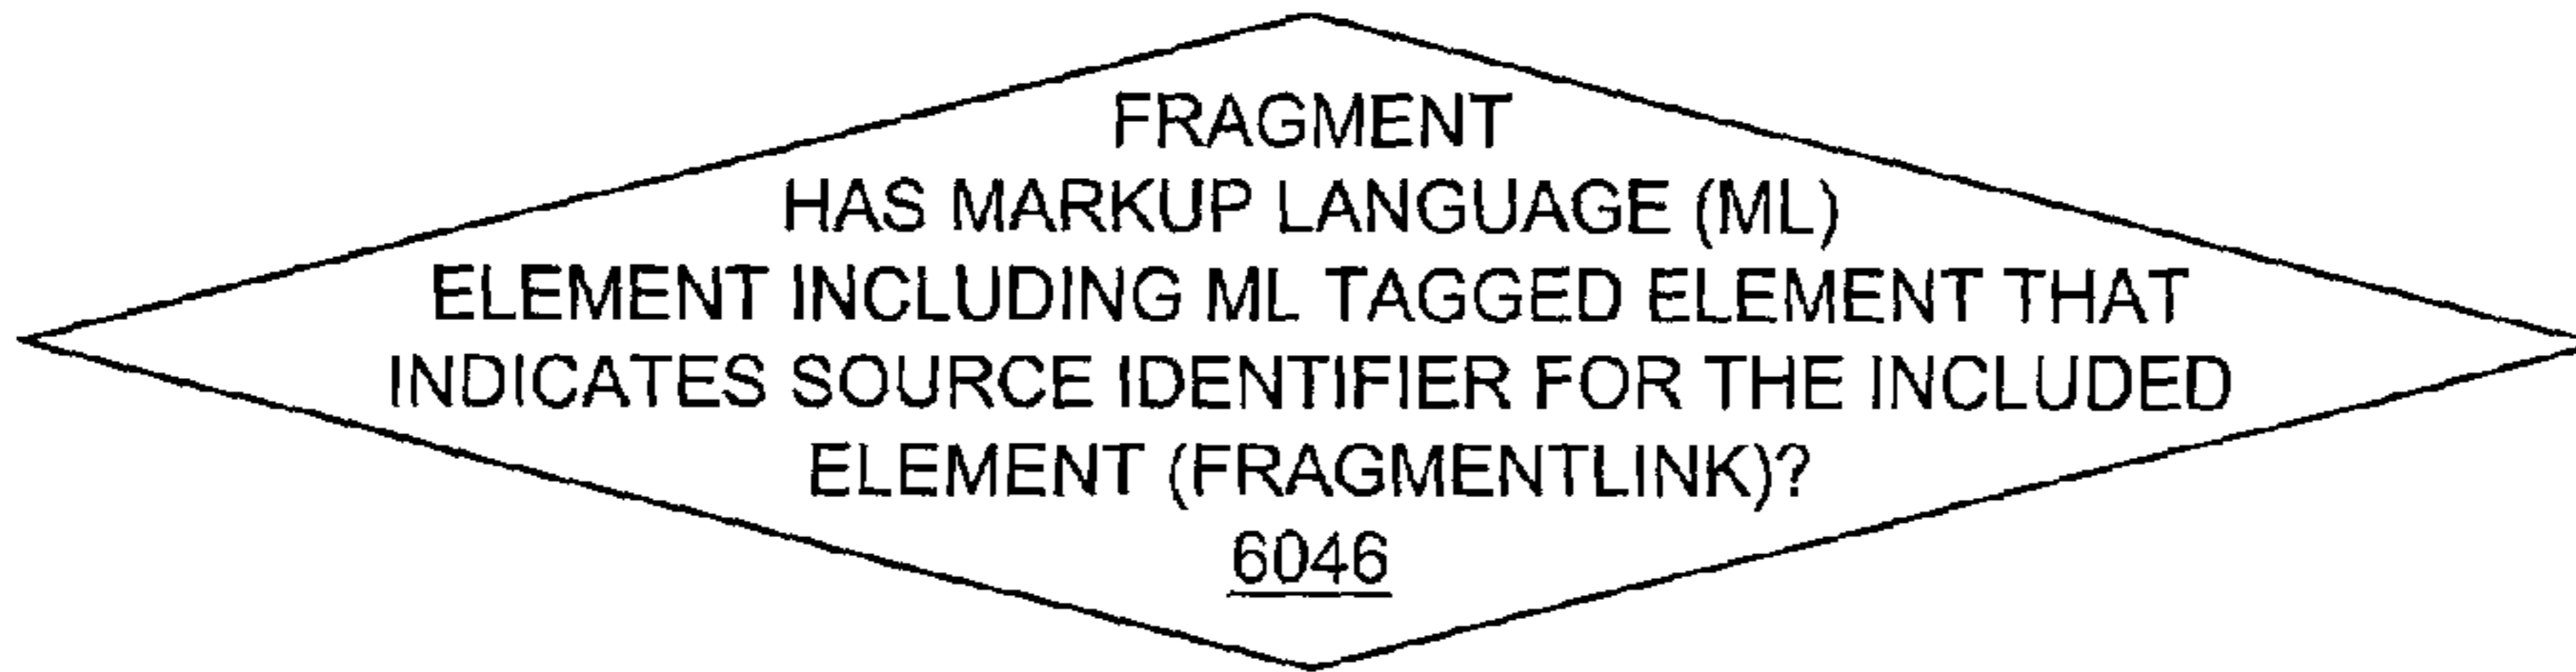 FRAGMENT
HAS MARKUP LANGUAGE (ML)
ELEMENT INCLUDING ML TAGGED ELEMENT THAT
INDICATES SOURCE IDENTIFIER FOR THE INCLUDED
ELEMENT (FRAGMENTLINK)?
6046